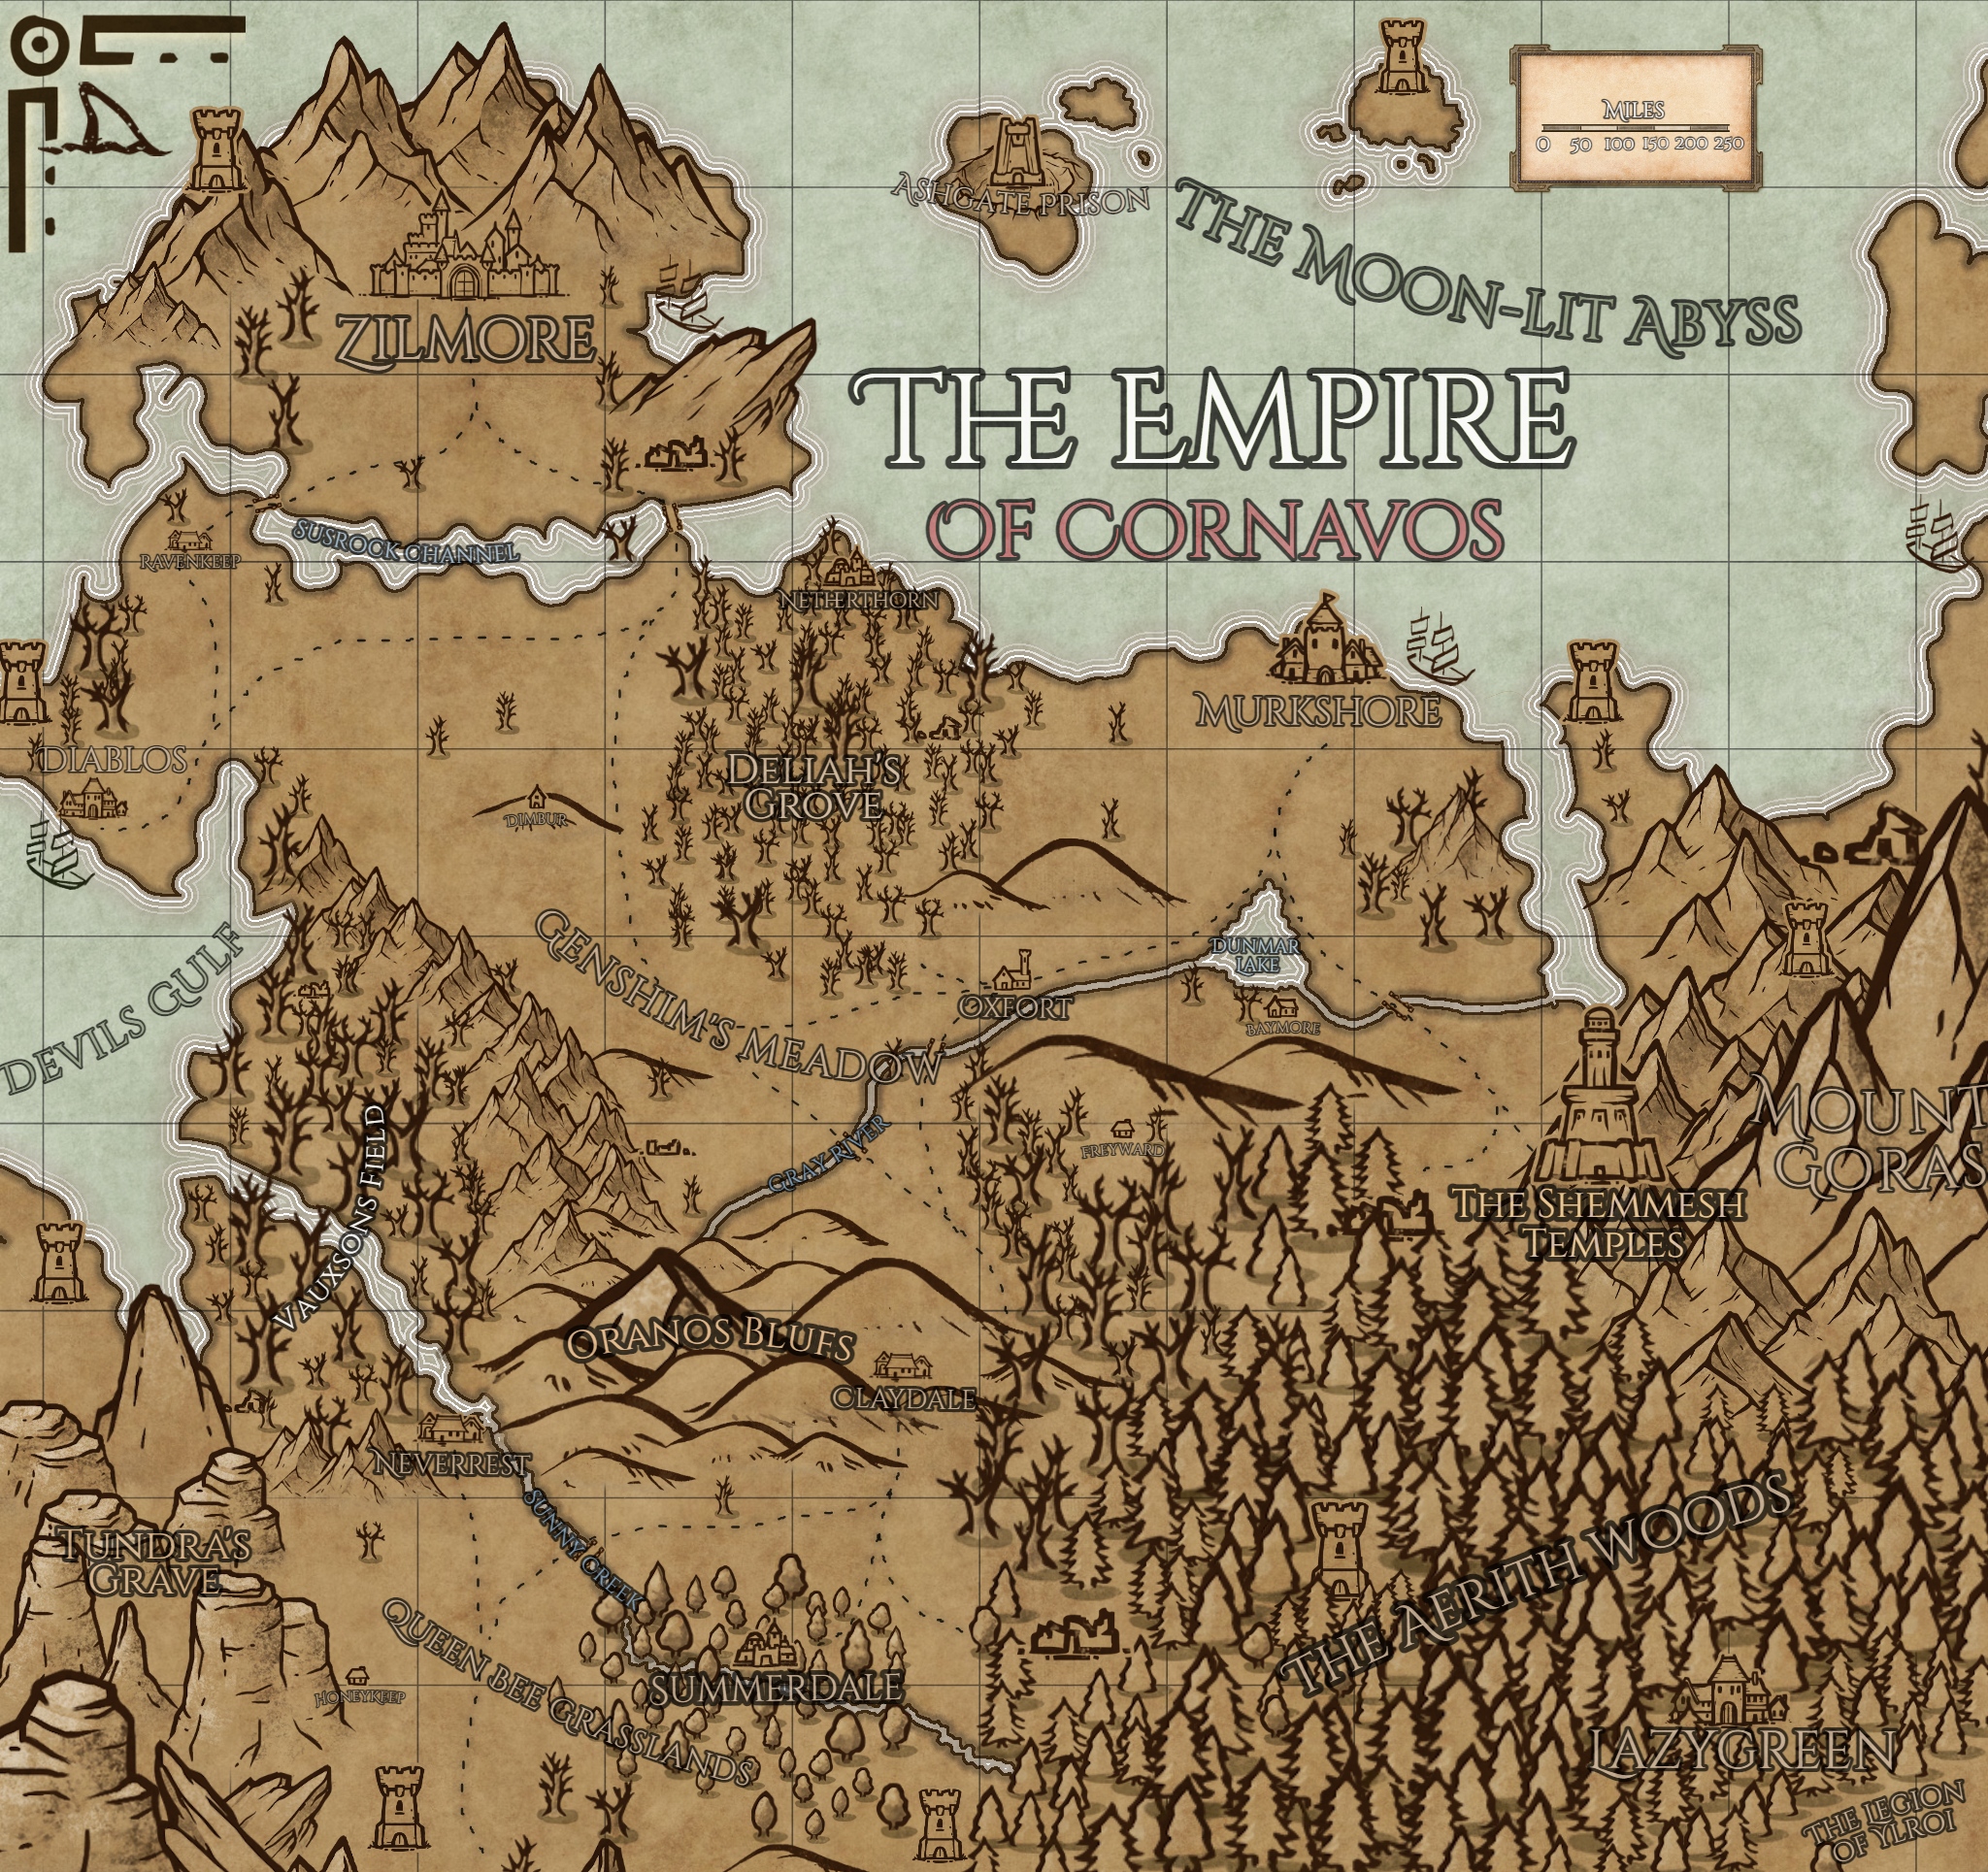 MILES
0 50 100 150 200 250
ASHGATE PRISON
THE MOON-LIT ABYSS
ZILMORE
THE EMPIRE
OF CORNAVOS
SUSROCK CHANNEL
RAVENKEEP
NETHERTHORN
MURKSHORE
DIABLOS
DELIAH'S
GROVE
DIMBUR
DEVILS GULF
GENSHIM'S MEADOW
DUNMAR
LAKE
OXFORT
BAYMORE
MOUNT
GORAS
VAUXSONS FIELD
GRAY RIVER
FREYWARD
THE SHEMMESH
TEMPLES
ORANOS BLUFS
CLAYDALE
NEVERREST
SUNNY CREEK
TUNDRA'S
GRAVE
THE AERITH WOODS
QUEEN BEE GRASSLANDS
HONEYKEEP
SUMMERDALE
LAZYGREEN
THE LEGION
OF YLROI